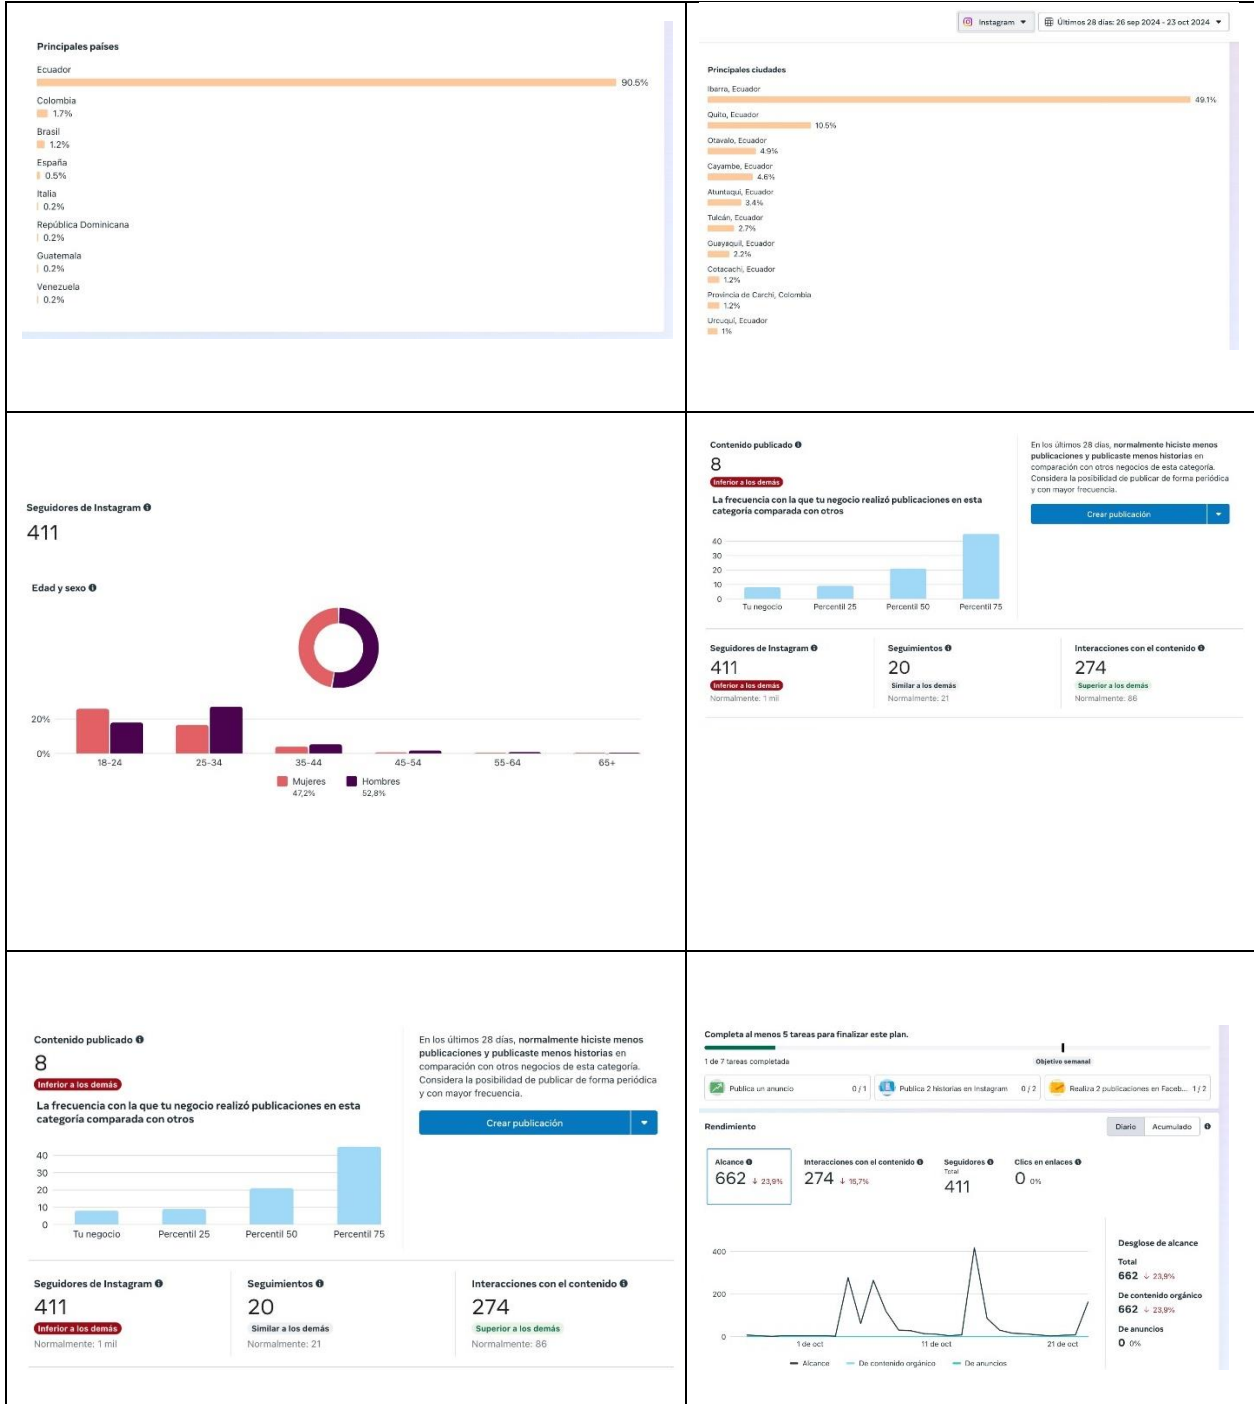 Principales países
Ecuador
90.5%
Colombia
1.7%
Brasil
1.2%
España
0.5%
Italia
0.2%
República Dominicana
0.2%
Guatemala
0.2%
Venezuela
0.2%
Instagram
Últimos 28 días: 26 sep 2024 - 23 oct 2024
Principales ciudades
Ibarra, Ecuador
49.1%
Quito, Ecuador
10.5%
Otavalo, Ecuador
4.9%
Cayambe, Ecuador
4.6%
Atuntaqui, Ecuador
3.4%
Tulcán, Ecuador
2.7%
Guayaquil, Ecuador
2.2%
Cotacachi, Ecuador
1.2%
Provincia de Carchi, Colombia
1.2%
Urcuquí, Ecuador
1%
Seguidores de Instagram
411
Edad y sexo
20%
0%
18-24 25-34 35-44 45-54 55-64 65+
Mujeres Hombres
47,2% 52,8%
Contenido publicado
8
Inferior a los demás
La frecuencia con la que tu negocio realizó publicaciones en esta
categoría comparada con otros
40
30
20
10
0
Tu negocio Percentil 25 Percentil 50 Percentil 75
En los últimos 28 días, normalmente hiciste menos
publicaciones y publicaste menos historias en
comparación con otros negocios de esta categoría.
Considera la posibilidad de publicar de forma periódica
y con mayor frecuencia.
Crear publicación
Seguidores de Instagram Seguimientos Interacciones con el contenido
411 20 274
Inferior a los demás Similar a los demás Superior a los demás
Normalmente: 1 mil Normalmente: 21 Normalmente: 86
Contenido publicado
8
Inferior a los demás
La frecuencia con la que tu negocio realizó publicaciones en esta
categoría comparada con otros
40
30
20
10
0
Tu negocio Percentil 25 Percentil 50 Percentil 75
En los últimos 28 días, normalmente hiciste menos
publicaciones y publicaste menos historias en
comparación con otros negocios de esta categoría.
Considera la posibilidad de publicar de forma periódica
y con mayor frecuencia.
Crear publicación
Seguidores de Instagram Seguimientos Interacciones con el contenido
411 20 274
Inferior a los demás Similar a los demás Superior a los demás
Normalmente: 1 mil Normalmente: 21 Normalmente: 86
Completa al menos 5 tareas para finalizar este plan.
1 de 7 tareas completada Objetivo semanal
Publica un anuncio 0 / 1 Publica 2 historias en Instagram 0 / 2 Realiza 2 publicaciones en Faceb... 1 / 2
Rendimiento Diario Acumulado
Alcance Interacciones con el contenido Seguidores Clics en enlaces
Total
662 ↓ 23,9% 274 ↓ 15,7% 411 0 0%
400
200
0
1 de oct 11 de oct 21 de oct
Alcance De contenido orgánico De anuncios
Desglose de alcance
Total
662 ↓ 23,9%
De contenido orgánico
662 ↓ 23,9%
De anuncios
0 0%